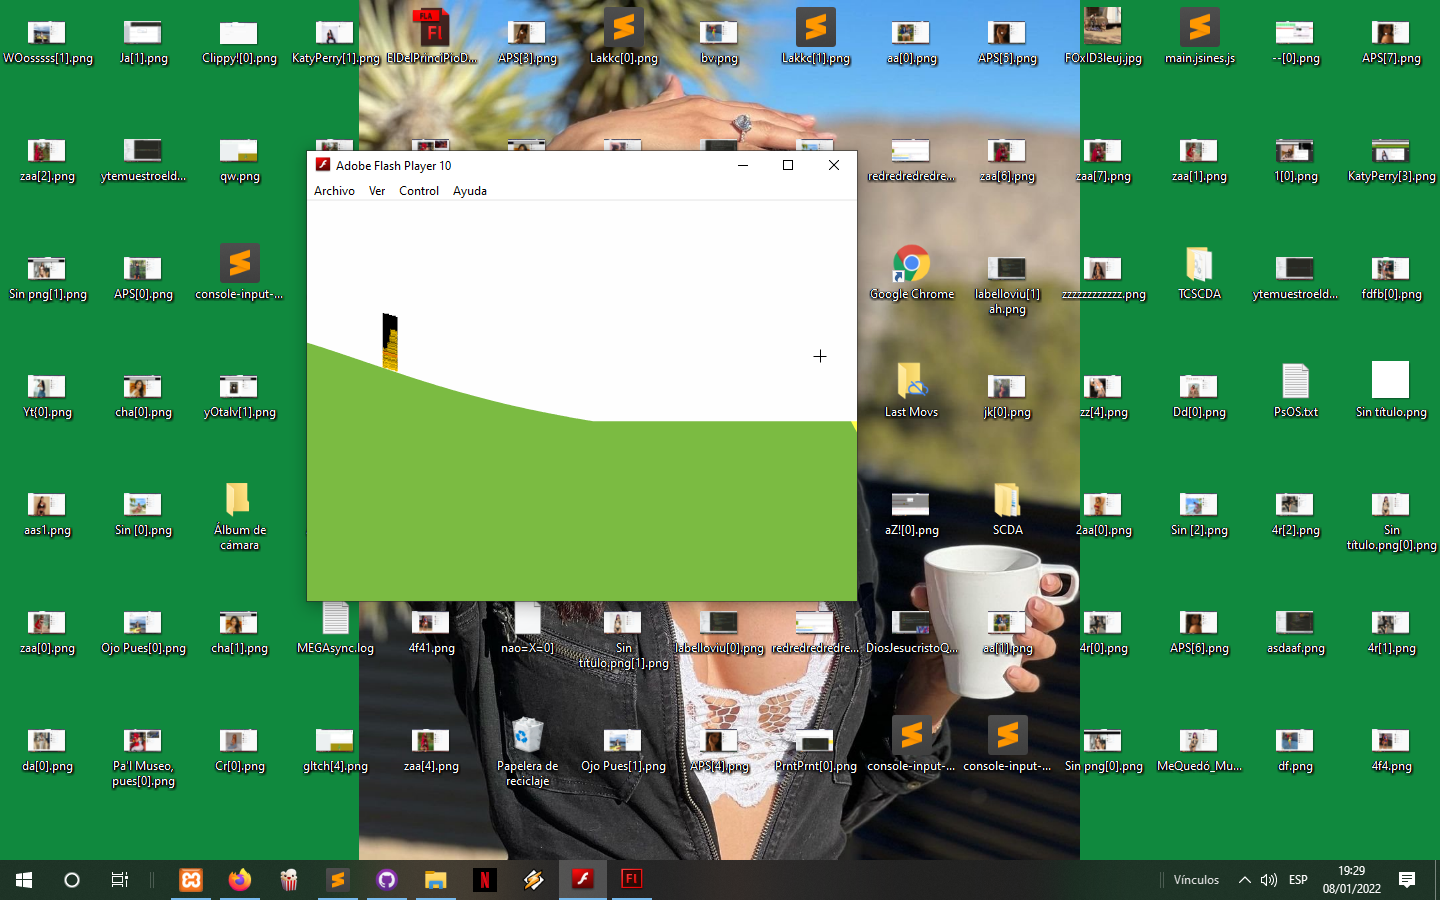 WOosssss[1].png
Ja[1].png
Clippy![0].png
KatyPerry[1].png
ElDelPrinciPioD...
APS[3].png
Lakkc[0].png
bv.png
Lakkc[1].png
aa[0].png
APS[5].png
FOxID3leuj.jpg
main.jsines.js
--[0].png
APS[7].png
zaa[2].png
ytemuestroeld...
qw.png
Adobe Flash Player 10
Archivo Ver Control Ayuda
redredredredre...
zaa[6].png
zaa[7].png
zaa[1].png
1[0].png
KatyPerry[3].png
Sin png[1].png
APS[0].png
console-input-...
Google Chrome
labelloviu[1]
ah.png
zzzzzzzzzzzz.png
TCSCDA
ytemuestroeld...
fdfb[0].png
Yt[0].png
cha[0].png
yOtalv[1].png
Last Movs
jk[0].png
zz[4].png
Dd[0].png
PsOS.txt
Sin título.png
aas1.png
Sin [0].png
Álbum de
cámara
aZ![0].png
SCDA
2aa[0].png
Sin [2].png
4r[2].png
Sin
título.png[0].png
zaa[0].png
Ojo Pues[0].png
cha[1].png
MEGAsync.log
4f41.png
nao=X=0]
Sin
título.png[1].png
labelloviu[0].png
redredredredre...
DiosJesucristoQ...
aa[1].png
4r[0].png
APS[6].png
asdaaf.png
4r[1].png
da[0].png
Pa'l Museo,
pues[0].png
Cr[0].png
gltch[4].png
zaa[4].png
Papelera de
reciclaje
Ojo Pues[1].png
APS[4].png
PrntPrnt[0].png
console-input-...
console-input-...
Sin png[0].png
MeQuedó_Mu...
df.png
4f4.png
Vínculos
ESP
19:29
08/01/2022